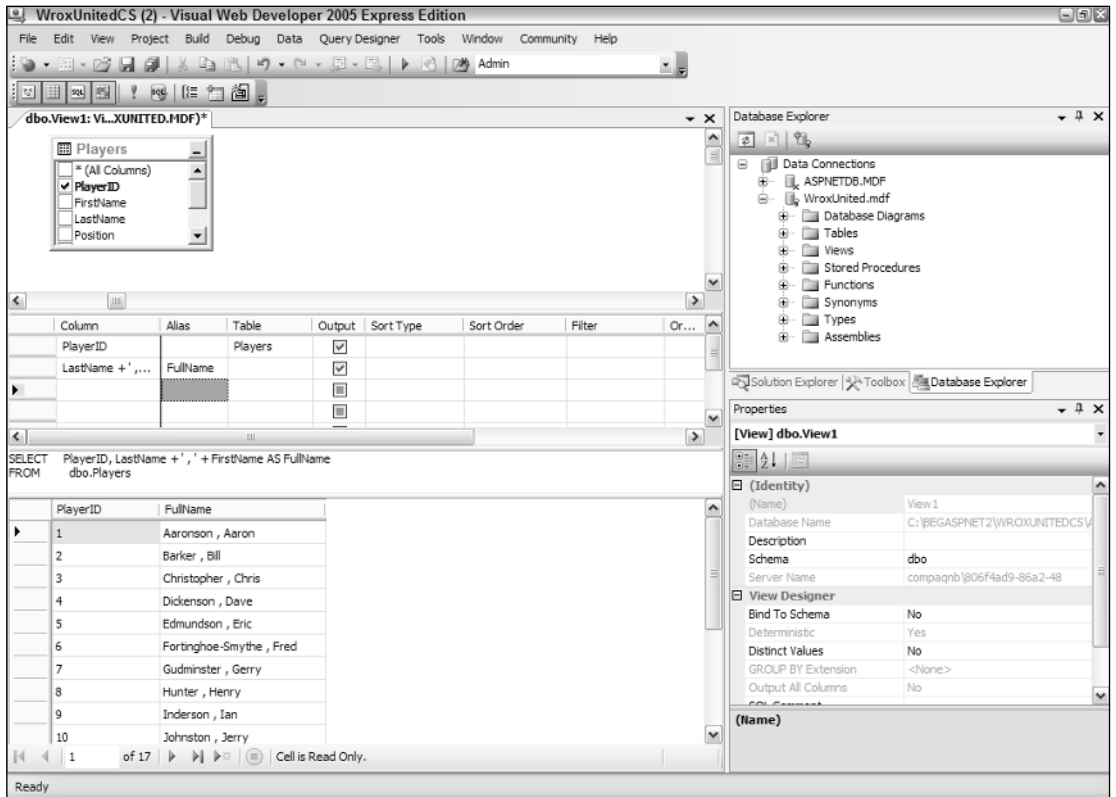 WroxUnitedCS (2) - Visual Web Developer 2005 Express Edition
File Edit View Project Build Debug Data Query Designer Tools Window Community Help
Admin
dbo.View1: Vi...XUNITED.MDF)*
Players
* (All Columns)
PlayerID
FirstName
LastName
Position
Column Alias Table Output Sort Type Sort Order Filter Or...
PlayerID Players
LastName + ' ,... FullName
SELECT PlayerID, LastName + ' , ' + FirstName AS FullName
FROM dbo.Players
PlayerID FullName
1 Aaronson , Aaron
2 Barker , Bill
3 Christopher , Chris
4 Dickenson , Dave
5 Edmundson , Eric
6 Fortinghoe-Smythe , Fred
7 Gudminster , Gerry
8 Hunter , Henry
9 Inderson , Ian
10 Johnston , Jerry
1 of 17 Cell is Read Only.
Ready
Database Explorer
Data Connections
ASPNETDB.MDF
WroxUnited.mdf
Database Diagrams
Tables
Views
Stored Procedures
Functions
Synonyms
Types
Assemblies
Solution Explorer Toolbox Database Explorer
Properties
[View] dbo.View1
(Identity)
(Name) View1
Database Name C:\BEGASPNET2\WROXUNITEDCS\
Description
Schema dbo
Server Name compaqnb\806f4ad9-86a2-48
View Designer
Bind To Schema No
Deterministic Yes
Distinct Values No
GROUP BY Extension <None>
Output All Columns No
SQL Comment
(Name)